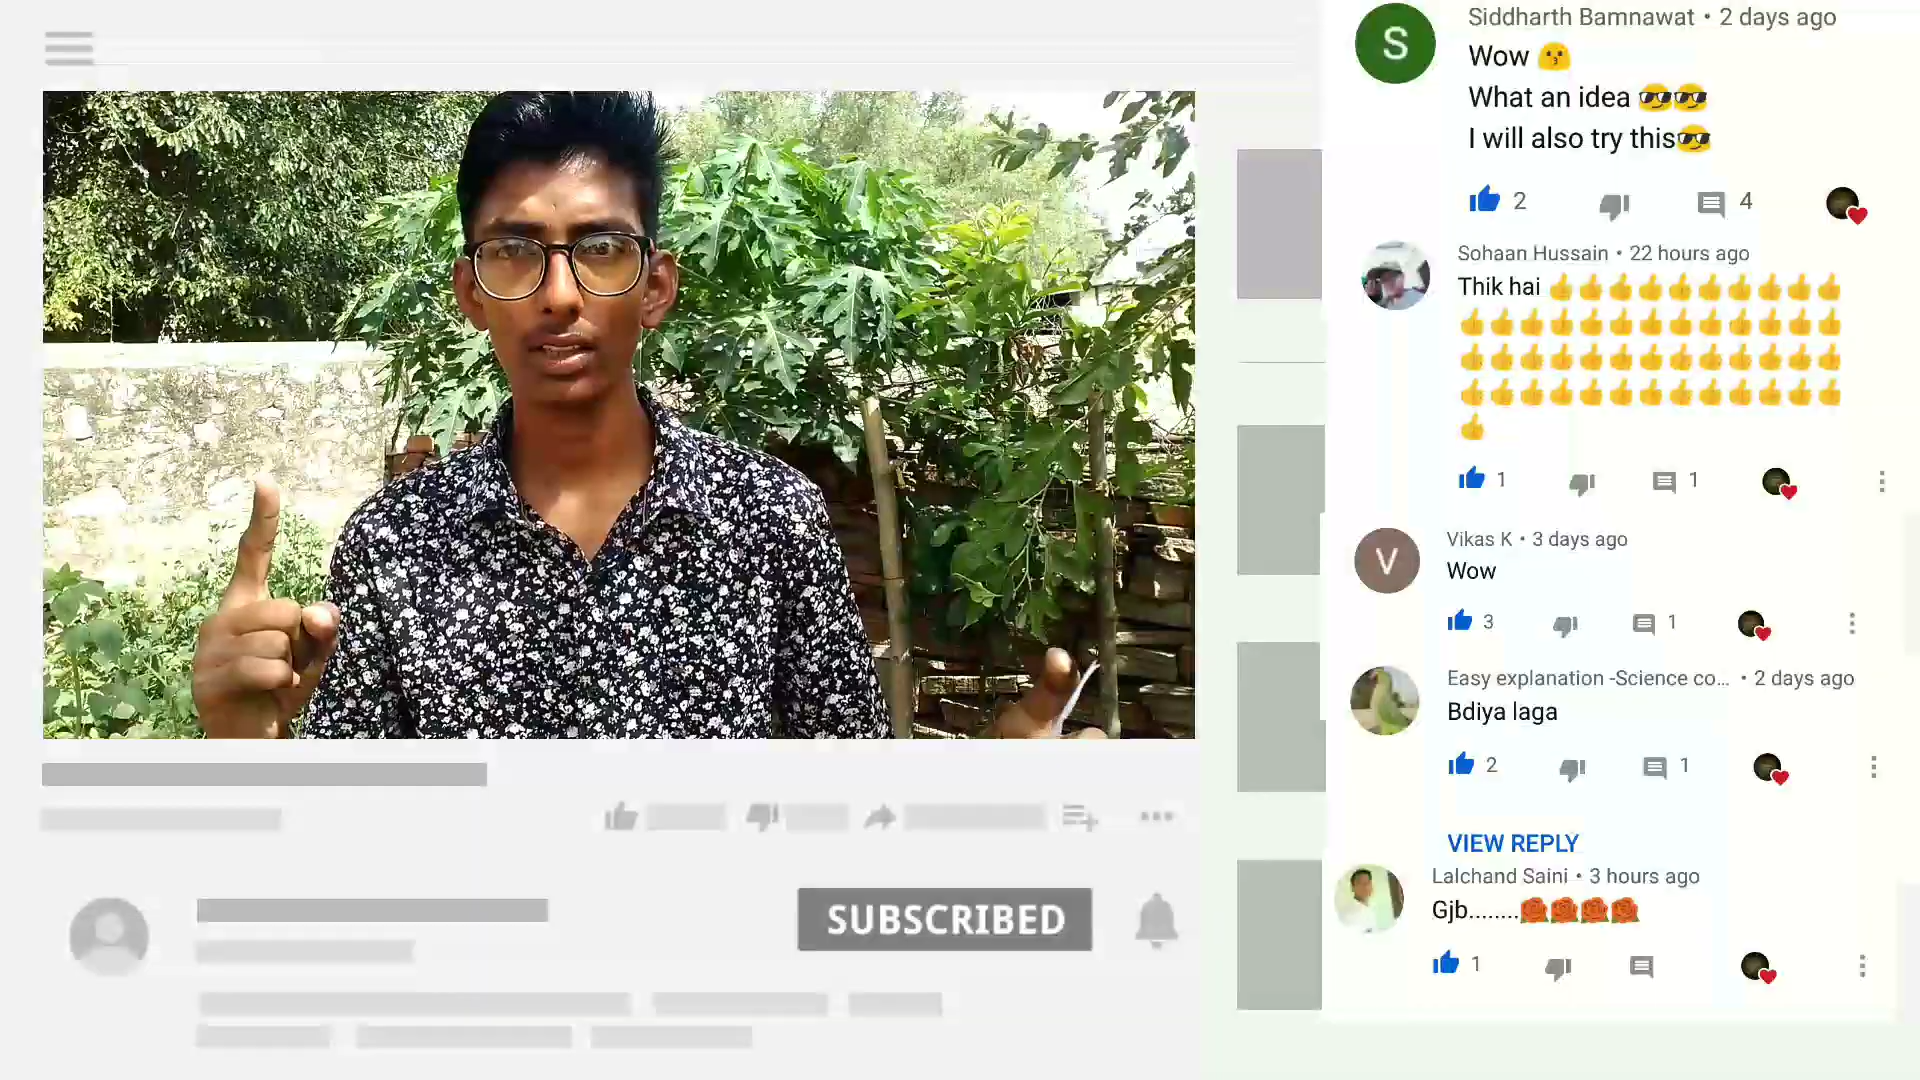 Siddharth Bamnawat • 2 days ago
Wow 😗
What an idea 😎😎
I will also try this😎
2 4
Sohaan Hussain • 22 hours ago
Thik hai 👍👍👍👍👍👍👍👍👍👍
👍👍👍👍👍👍👍👍👍👍👍👍👍
👍👍👍👍👍👍👍👍👍👍👍👍👍
👍👍👍👍👍👍👍👍👍👍👍👍👍
👍
1 1
Vikas K • 3 days ago
Wow
3 1
Easy explanation -Science co... • 2 days ago
Bdiya laga
2 1
VIEW REPLY
Lalchand Saini • 3 hours ago
Gjb........🌹🌹🌹🌹
1
SUBSCRIBED
S
V